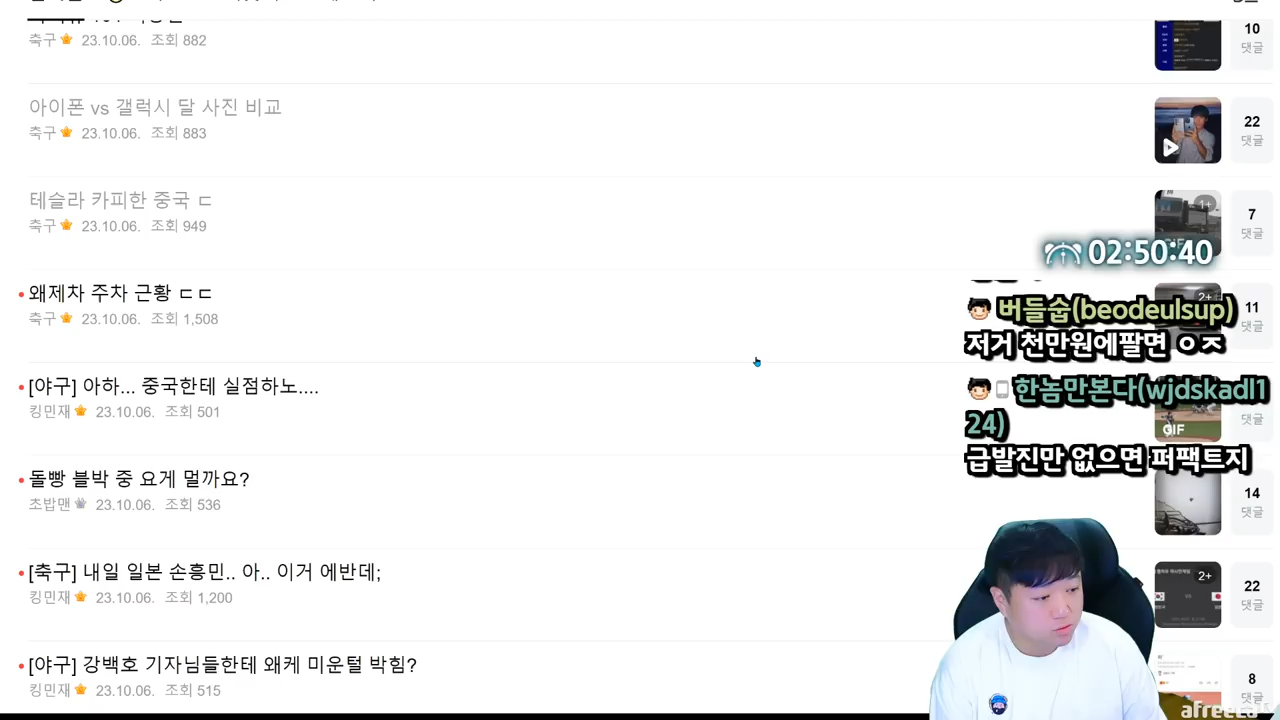 축구 23.10.06. 조회 882
10
댓글
아이폰 vs 갤럭시 달 사진 비교
축구 23.10.06. 조회 883
22
댓글
테슬라 카피한 중국 ㄷ
축구 23.10.06. 조회 949
1+
7
댓글
02:50:40
왜제차 주차 근황 ㄷㄷ
축구 23.10.06. 조회 1,508
2+
11
댓글
버들숩(beodeulsup)
저거 천만원에팔면 ㅇㅈ
[야구] 아하... 중국한테 실점하노....
킹민재 23.10.06. 조회 501
GIF
댓글
한놈만본다(wjdskadl1
24)
급발진만 없으면 퍼팩트지
돌빵 블박 중 요게 멀까요?
초밥맨 23.10.06. 조회 536
14
댓글
[축구] 내일 일본 손흥민.. 아.. 이거 에반데;
킹민재 23.10.06. 조회 1,200
2+
22
댓글
[야구] 강백호 기자님들한테 왜케 미운털 박힘?
킹민재 23.10.06. 조회 515
8
댓글